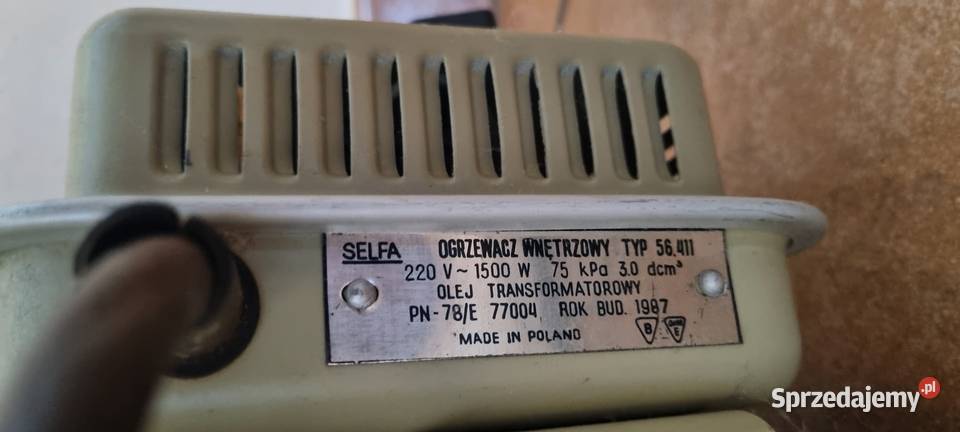 SELFA OGRZEWACZ WNĘTRZOWY TYP 56.411
220 V~ 1500 W 75 kPa 3.0 dcm³
OLEJ TRANSFORMATOROWY
PN-78/E 77004 ROK BUD. 1987
B E
MADE IN POLAND
Sprzedajemy.pl